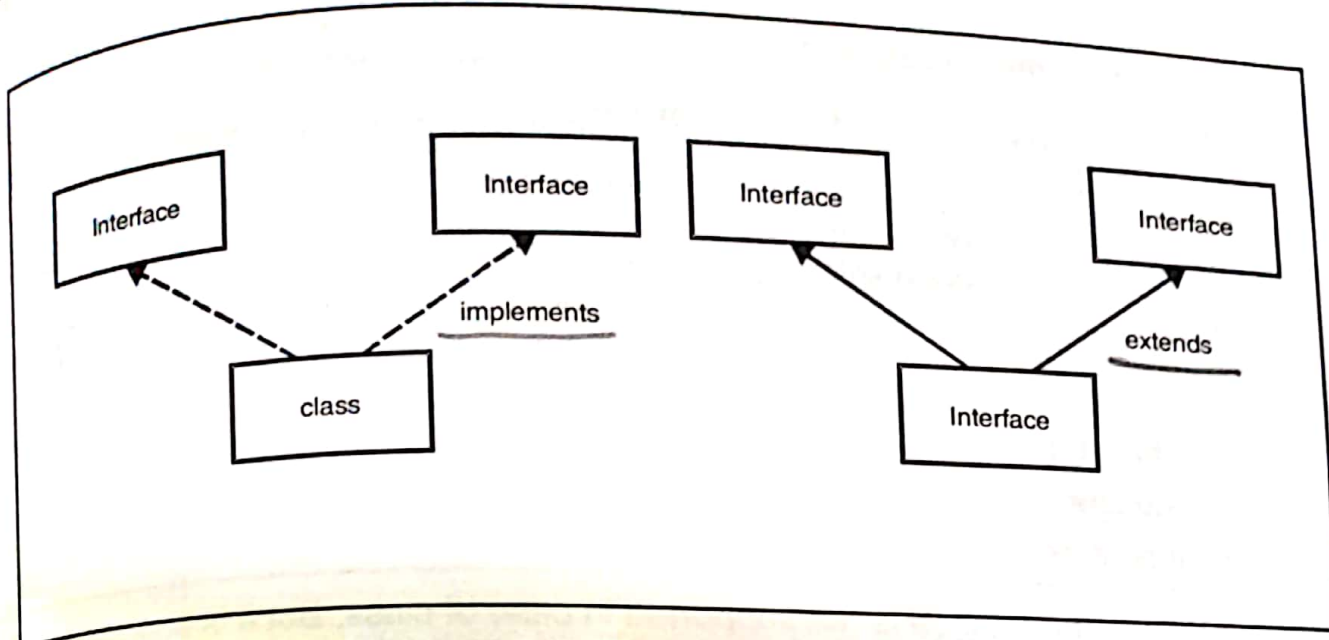 Interface
Interface
Interface
Interface
implements
extends
class
Interface